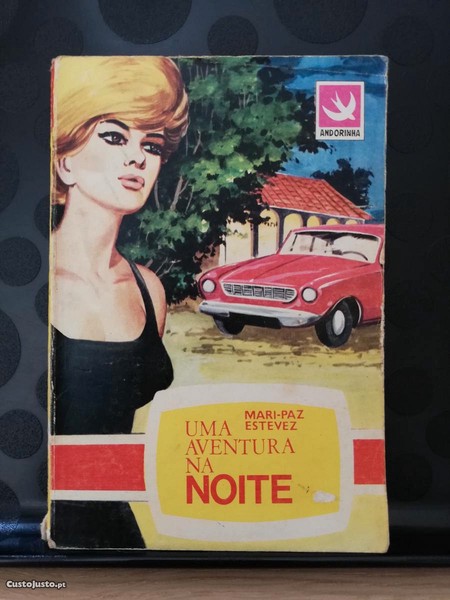 ANDORINHA
MARI-PAZ
ESTEVEZ
UMA
AVENTURA
NA
NOITE
CustoJusto.pt